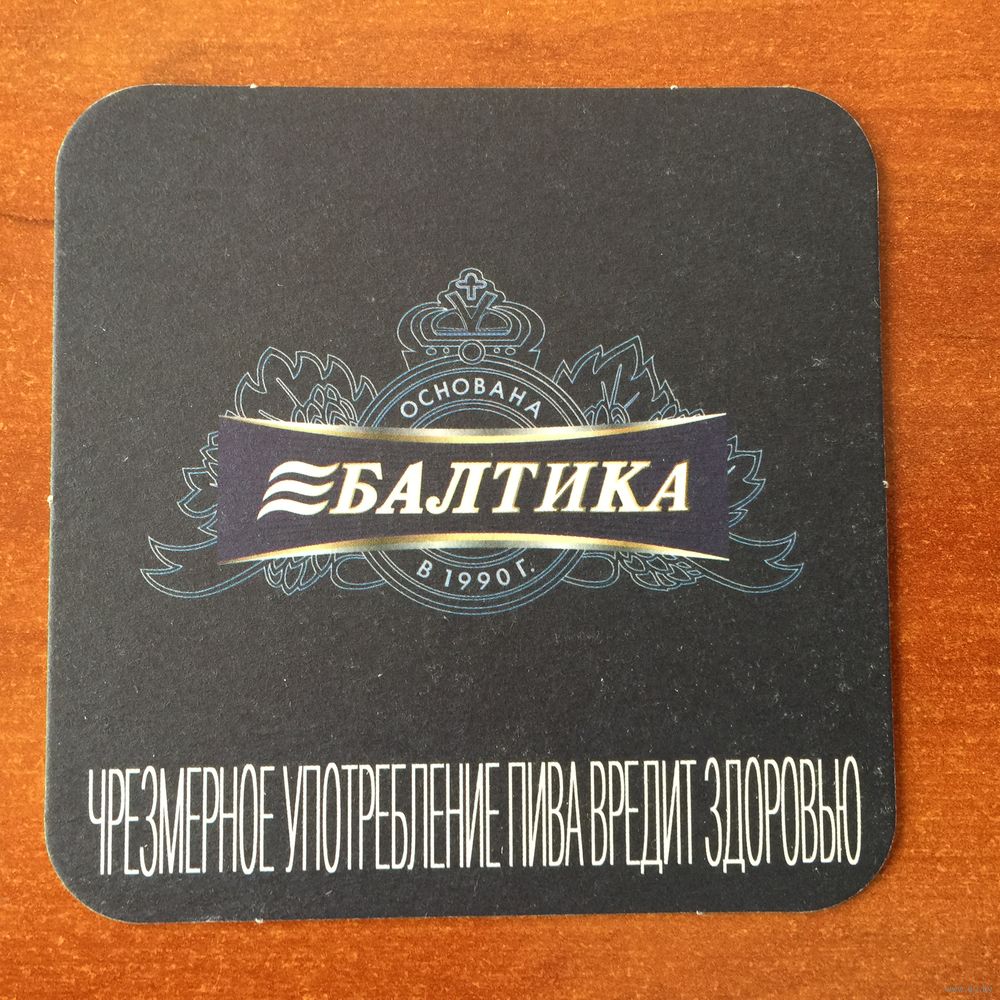 ОСНОВАНА
БАЛТИКА
В 1990 Г.
ЧРЕЗМЕРНОЕ УПОТРЕБЛЕНИЕ ПИВА ВРЕДИТ ЗДОРОВЬЮ